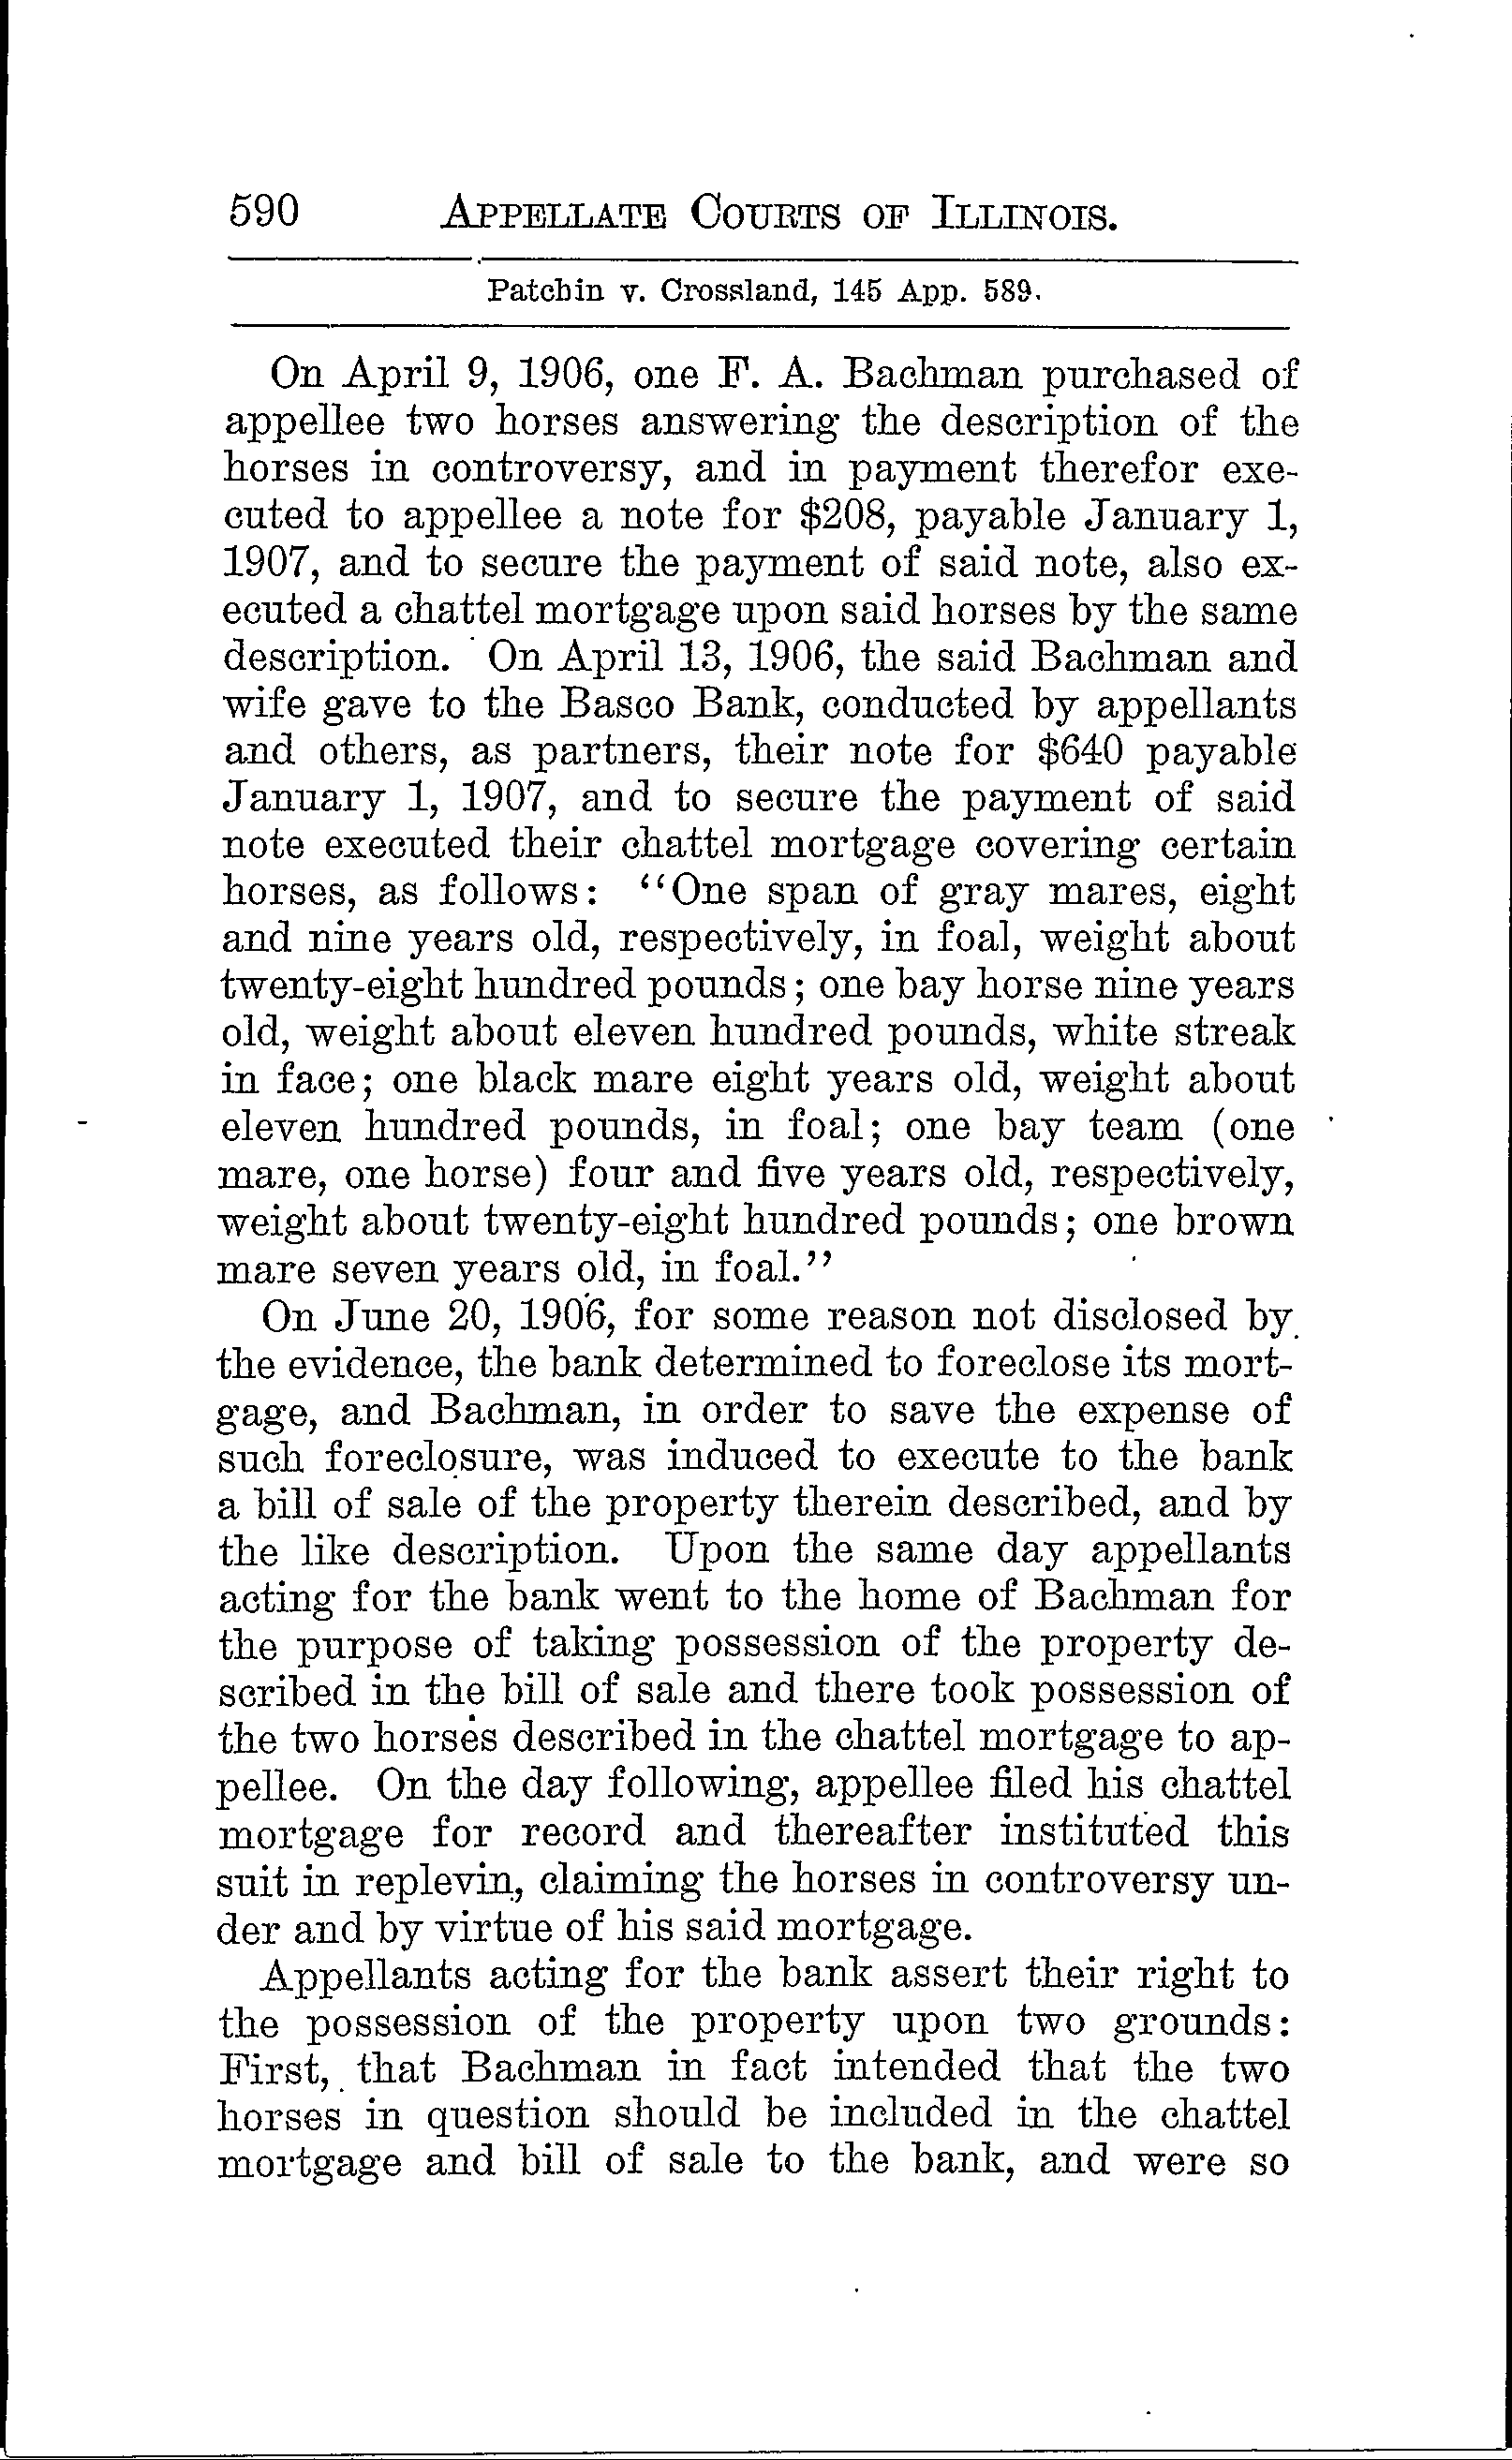 590 APPELLATE COURTS OF ILLINOIS.
Patchin v. Crossland, 145 App. 589.
On April 9, 1906, one F. A. Bachman purchased of
appellee two horses answering the description of the
horses in controversy, and in payment therefor exe-
cuted to appellee a note for $208, payable January 1,
1907, and to secure the payment of said note, also ex-
ecuted a chattel mortgage upon said horses by the same
description. On April 13, 1906, the said Bachman and
wife gave to the Basco Bank, conducted by appellants
and others, as partners, their note for $640 payable
January 1, 1907, and to secure the payment of said
note executed their chattel mortgage covering certain
horses, as follows: "One span of gray mares, eight
and nine years old, respectively, in foal, weight about
twenty-eight hundred pounds; one bay horse nine years
old, weight about eleven hundred pounds, white streak
in face; one black mare eight years old, weight about
eleven hundred pounds, in foal; one bay team (one
mare, one horse) four and five years old, respectively,
weight about twenty-eight hundred pounds; one brown
mare seven years old, in foal."
On June 20, 1906, for some reason not disclosed by
the evidence, the bank determined to foreclose its mort-
gage, and Bachman, in order to save the expense of
such foreclosure, was induced to execute to the bank
a bill of sale of the property therein described, and by
the like description. Upon the same day appellants
acting for the bank went to the home of Bachman for
the purpose of taking possession of the property de-
scribed in the bill of sale and there took possession of
the two horses described in the chattel mortgage to ap-
pellee. On the day following, appellee filed his chattel
mortgage for record and thereafter instituted this
suit in replevin, claiming the horses in controversy un-
der and by virtue of his said mortgage.
Appellants acting for the bank assert their right to
the possession of the property upon two grounds:
First, that Bachman in fact intended that the two
horses in question should be included in the chattel
mortgage and bill of sale to the bank, and were so